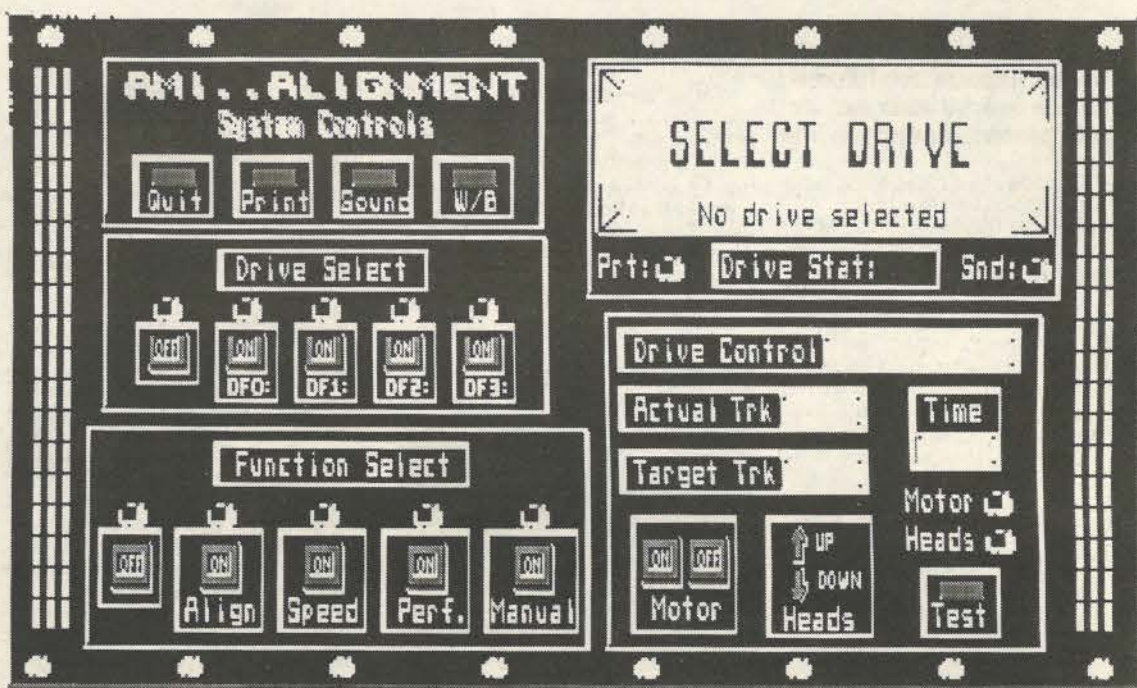 AMI..ALIGNMENT
System Controls
Quit Print Sound W/B
SELECT DRIVE
No drive selected
Prt: Drive Stat: Snd:
Drive Select
OFF ON ON ON ON
DF0: DF1: DF2: DF3:
Function Select
OFF ON ON ON ON
Align Speed Perf. Manual
Drive Control
Actual Trk
Time
Target Trk
Motor
Heads
ON OFF
Motor
UP
DOWN
Heads
Test